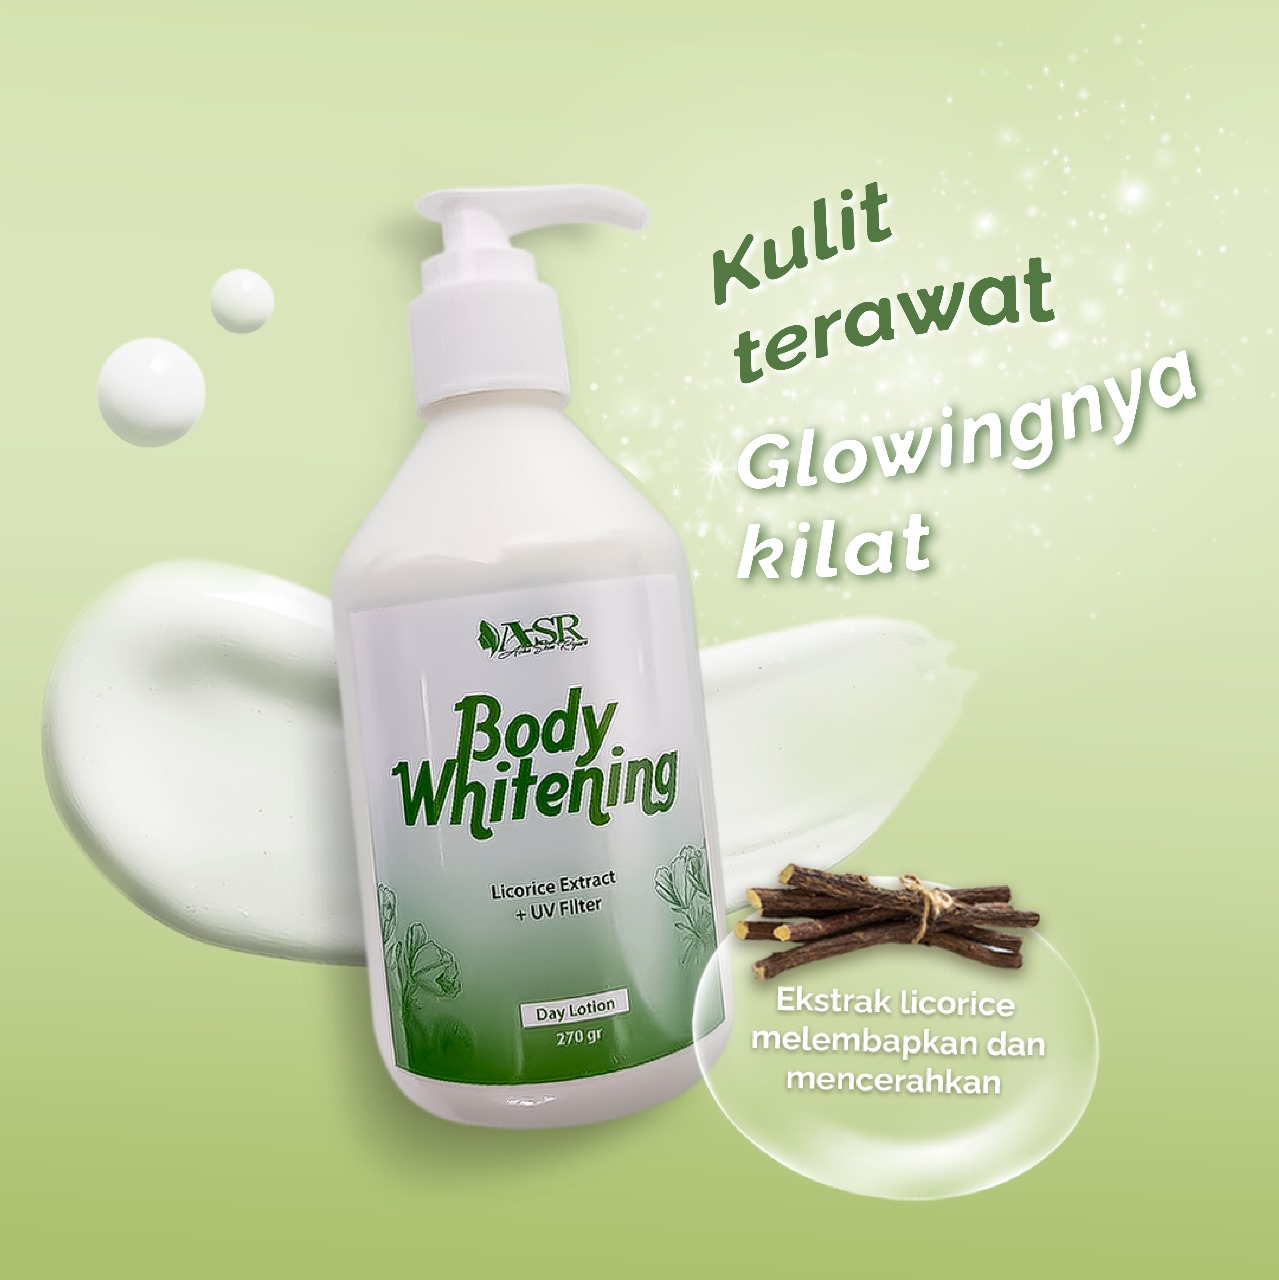 Kulit
terawat
Glowingnya
kilat
ASR
Body
Whitening
Licorice Extract
+ UV Filter
Day Lotion
270 gr
Ekstrak licorice
melembapkan dan
mencerahkan